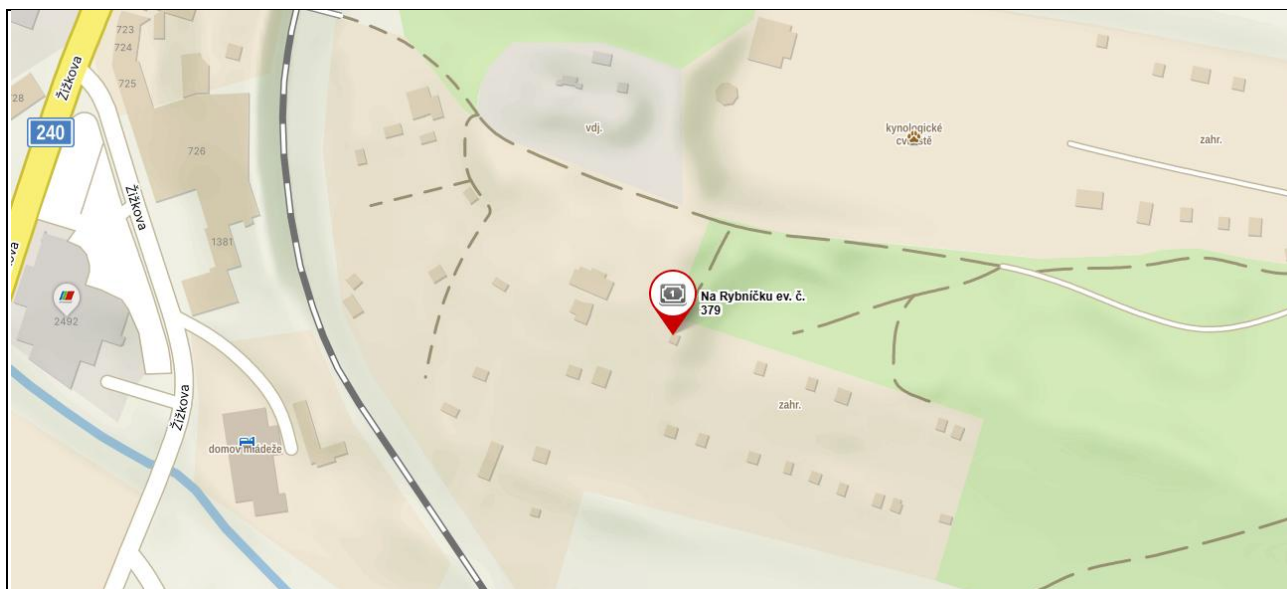 723
724
Žižkova
725
28
240
vdj.
kynologické
cvičiště
zahr.
726
Žižkova
1381
Na Rybníčku ev. č.
379
1
2492
Žižkova
zahr.
domov mládeže